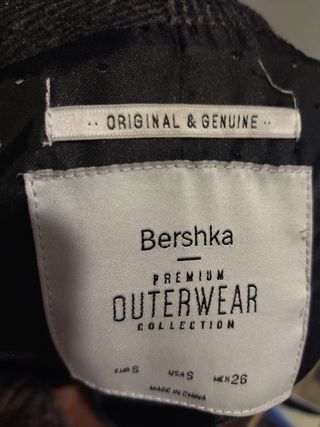 ·· ORIGINAL & GENUINE ··
Bershka
PREMIUM
OUTERWEAR
COLLECTION
EUR S USA S MEX 26
MADE IN CHINA